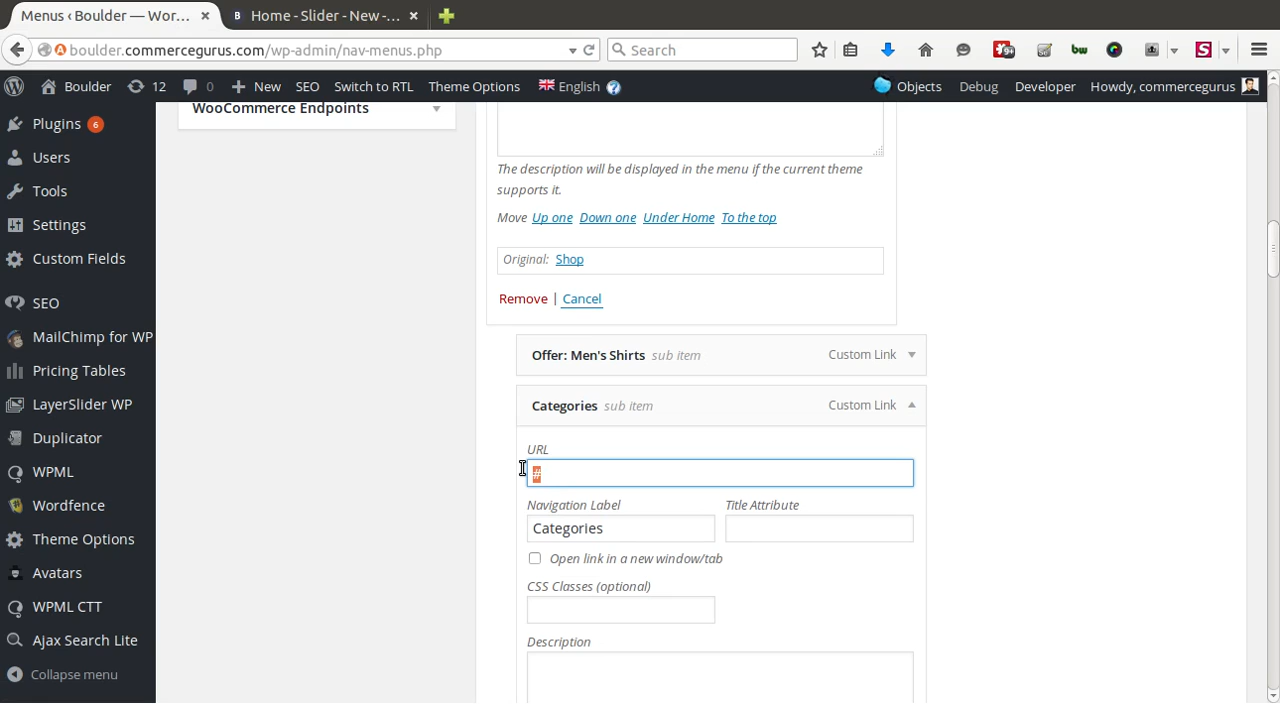 Menus ‹ Boulder — Wor...
Home - Slider - New -...
boulder.commercegurus.com/wp-admin/nav-menus.php
Search
9+
bw
S
Boulder
12
0
New
SEO
Switch to RTL
Theme Options
English
Objects
Debug
Developer
Howdy, commercegurus
Plugins 6
Users
Tools
Settings
Custom Fields
SEO
MailChimp for WP
Pricing Tables
LayerSlider WP
Duplicator
WPML
Wordfence
Theme Options
Avatars
WPML CTT
Ajax Search Lite
Collapse menu
WooCommerce Endpoints
The description will be displayed in the menu if the current theme
supports it.
Move Up one Down one Under Home To the top
Original: Shop
Remove | Cancel
Offer: Men's Shirts sub item Custom Link
Categories sub item Custom Link
URL
#
Navigation Label Title Attribute
Categories
Open link in a new window/tab
CSS Classes (optional)
Description